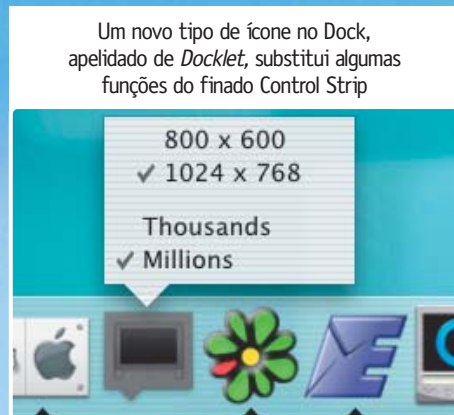 Um novo tipo de ícone no Dock,
apelidado de Docklet, substitui algumas
funções do finado Control Strip
800 x 600
✓ 1024 x 768
Thousands
✓ Millions